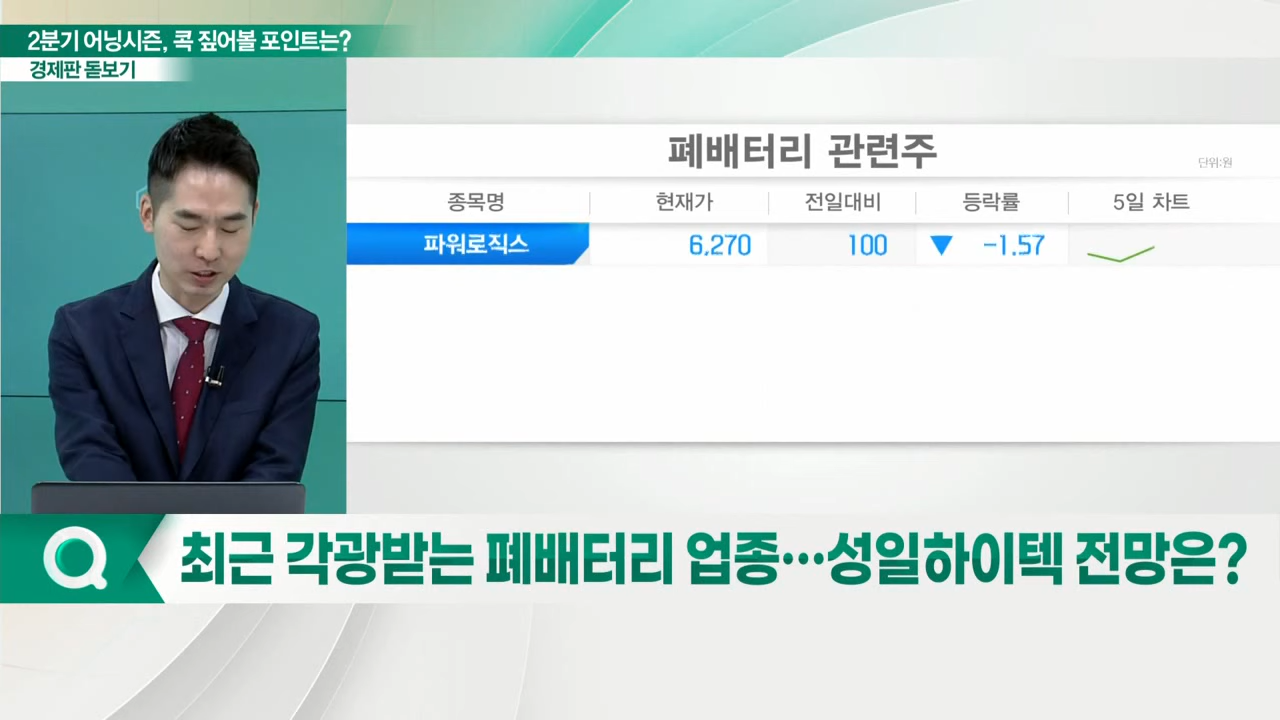 2분기 어닝시즌, 콕 짚어볼 포인트는?
경제판 돋보기
폐배터리 관련주
단위:원
종목명 현재가 전일대비 등락률 5일 차트
파워로직스 6,270 100 ▼ -1.57
최근 각광받는 폐배터리 업종…성일하이텍 전망은?